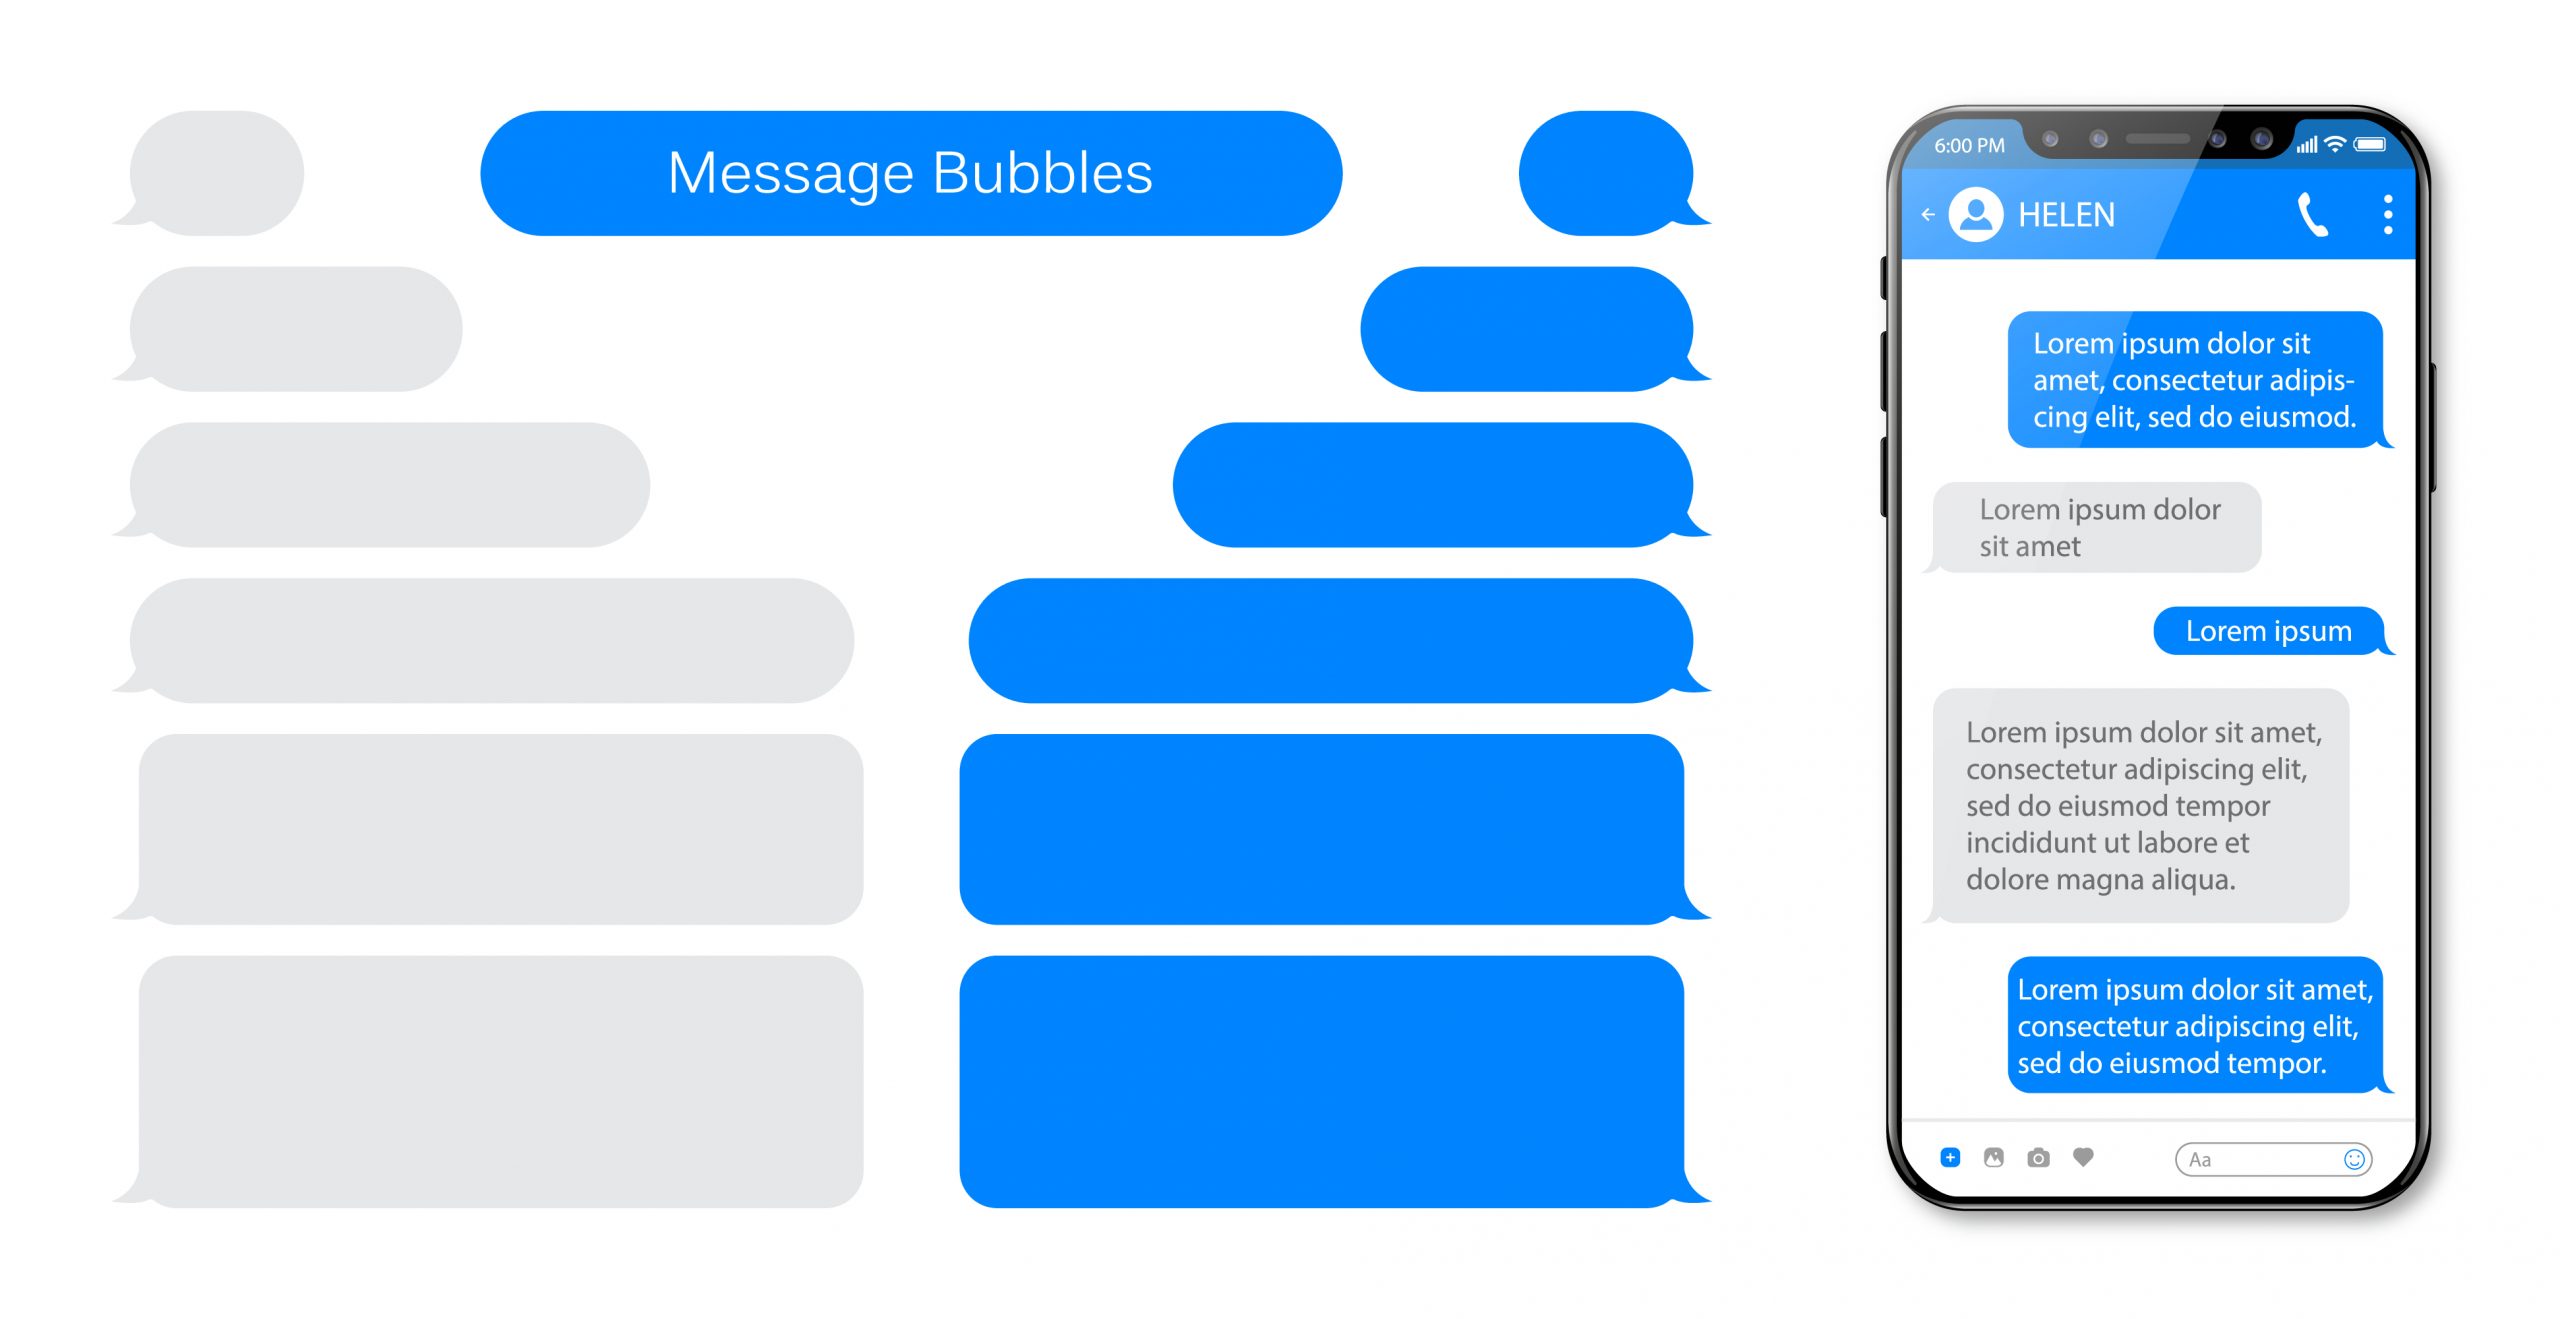 Message Bubbles
6:00 PM
HELEN
Lorem ipsum dolor sit
amet, consectetur adipis-
cing elit, sed do eiusmod.
Lorem ipsum dolor
sit amet
Lorem ipsum
Lorem ipsum dolor sit amet,
consectetur adipiscing elit,
sed do eiusmod tempor
incididunt ut labore et
dolore magna aliqua.
Lorem ipsum dolor sit amet,
consectetur adipiscing elit,
sed do eiusmod tempor.
Aa